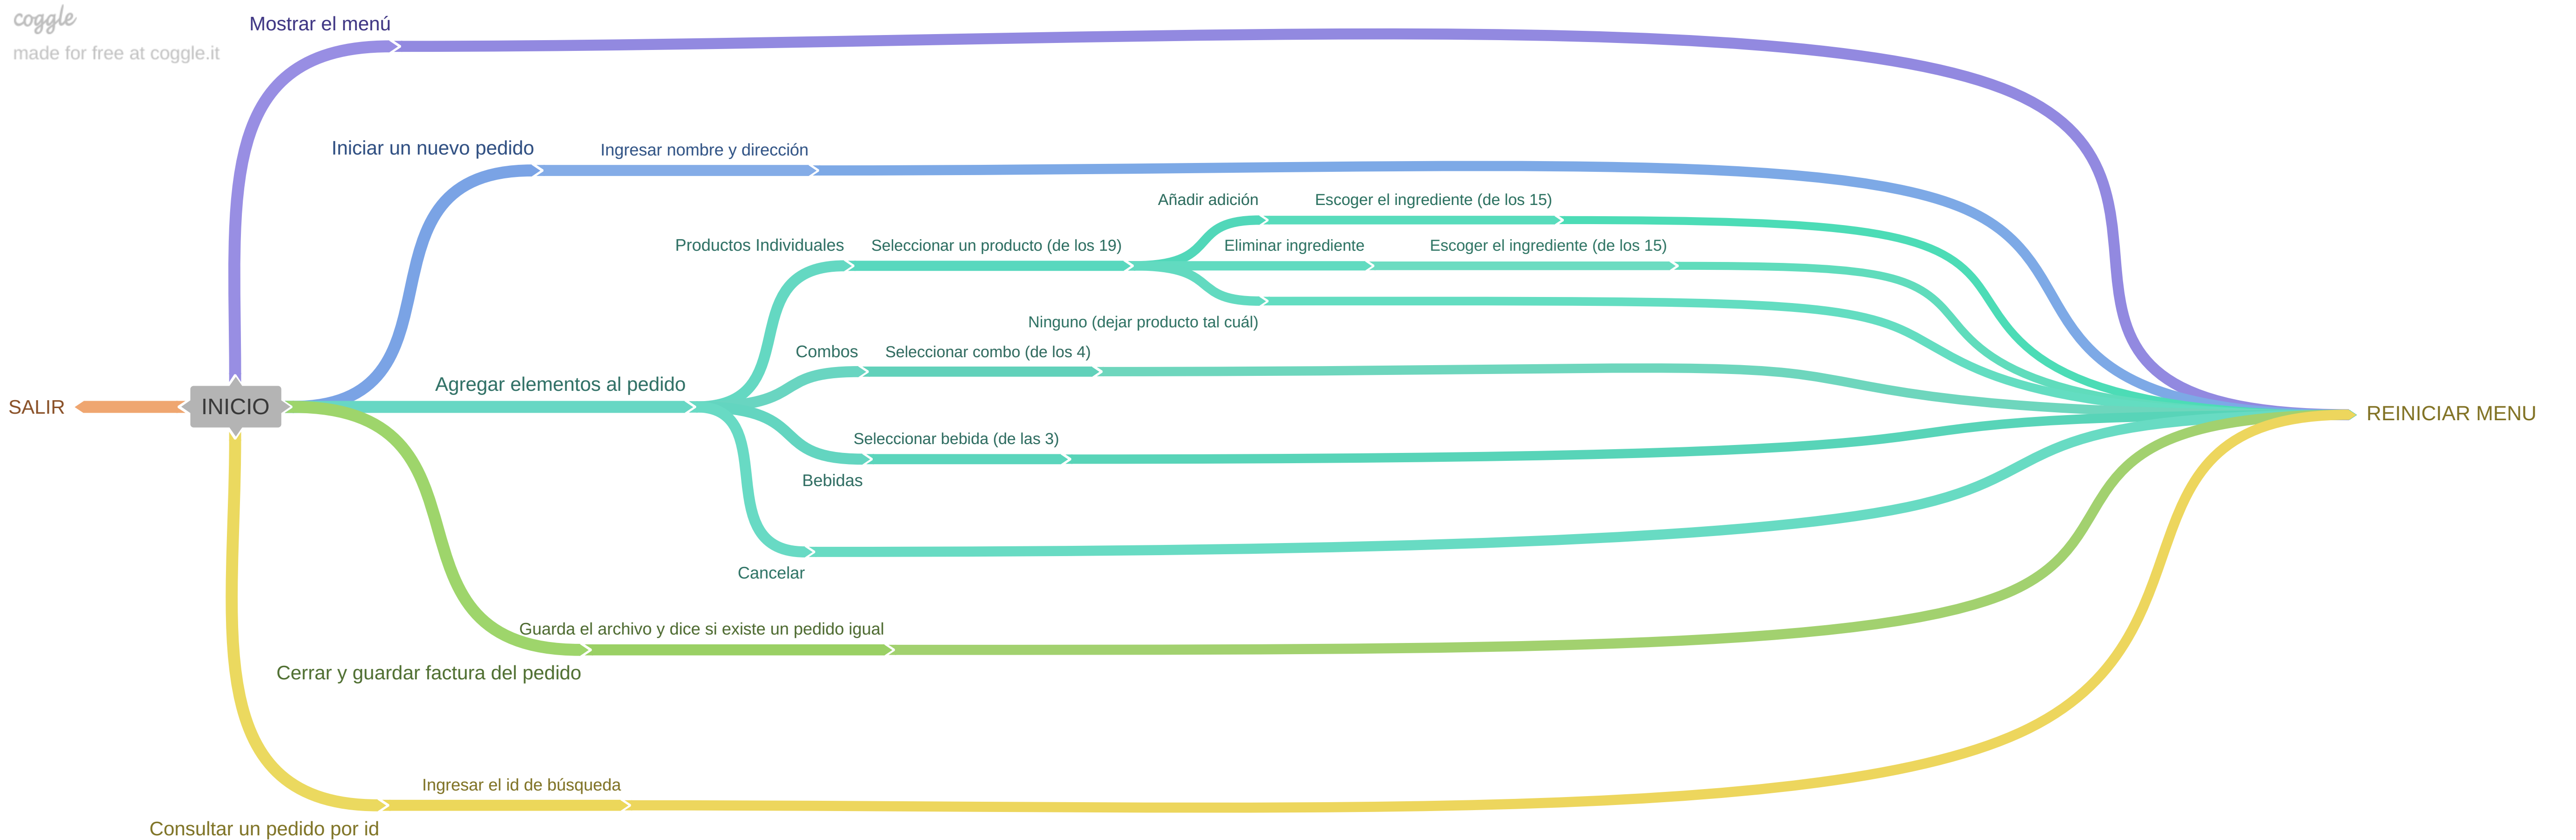 coggle
made for free at coggle.it
Mostrar el menú
Iniciar un nuevo pedido
Ingresar nombre y dirección
Añadir adición
Escoger el ingrediente (de los 15)
Productos Individuales
Seleccionar un producto (de los 19)
Eliminar ingrediente
Escoger el ingrediente (de los 15)
Ninguno (dejar producto tal cuál)
Combos
Seleccionar combo (de los 4)
Agregar elementos al pedido
SALIR
INICIO
REINICIAR MENU
Seleccionar bebida (de las 3)
Bebidas
Cancelar
Guarda el archivo y dice si existe un pedido igual
Cerrar y guardar factura del pedido
Ingresar el id de búsqueda
Consultar un pedido por id